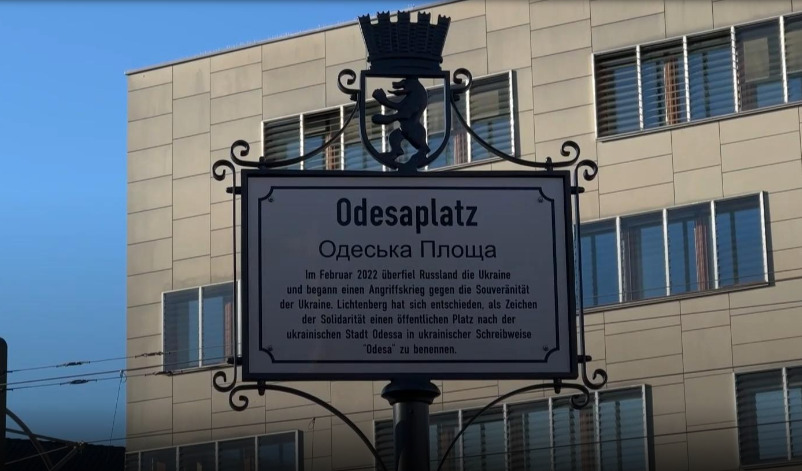 Odesaplatz
Одеська Площа
Im Februar 2022 überfiel Russland die Ukraine
und begann einen Angriffskrieg gegen die Souveränität
der Ukraine. Lichtenberg hat sich entschieden, als Zeichen
der Solidarität einen öffentlichen Platz nach der
ukrainischen Stadt Odessa in ukrainischer Schreibweise
"Odesa" zu benennen.